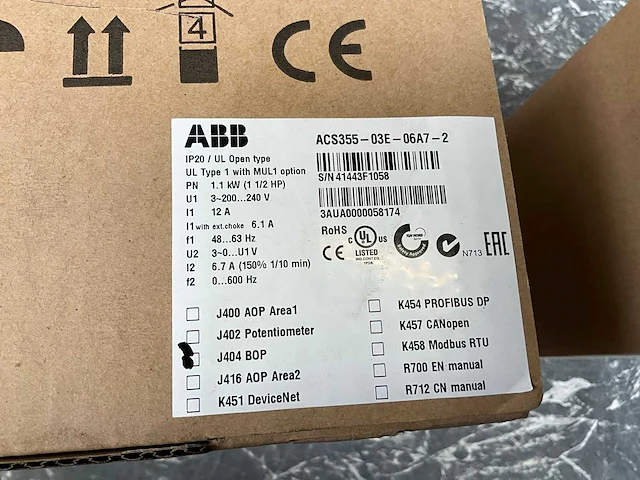 4
CE
ABB
ACS355-03E-06A7-2
IP20 / UL Open type
UL Type 1 with MUL1 option
PN 1.1 kW (1 1/2 HP)
U1 3~200...240 V
I1 12 A
I1 with ext.choke 6.1 A
f1 48...63 Hz
U2 3~0...U1 V
I2 6.7 A (150% 1/10 min)
f2 0...600 Hz
S/N 41443F1058
3AUA0000058174
RoHS
CE
C UL US
LISTED
N713
EAC
J400 AOP Area1
J402 Potentiometer
J404 BOP
J416 AOP Area2
K451 DeviceNet
K454 PROFIBUS DP
K457 CANopen
K458 Modbus RTU
R700 EN manual
R712 CN manual